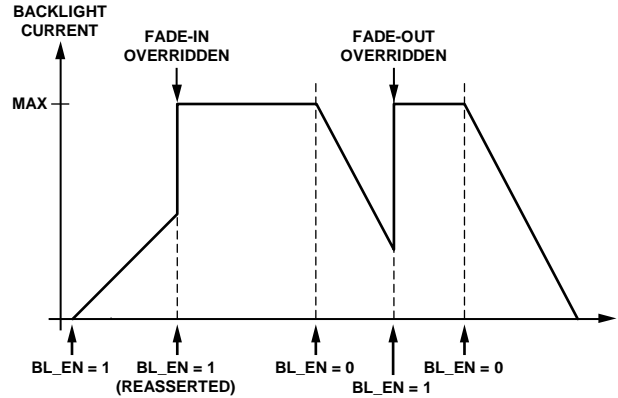 BACKLIGHT
CURRENT
FADE-IN
OVERRIDDEN
FADE-OUT
OVERRIDDEN
MAX
BL_EN = 1
BL_EN = 1
(REASSERTED)
BL_EN = 0
BL_EN = 1
BL_EN = 0